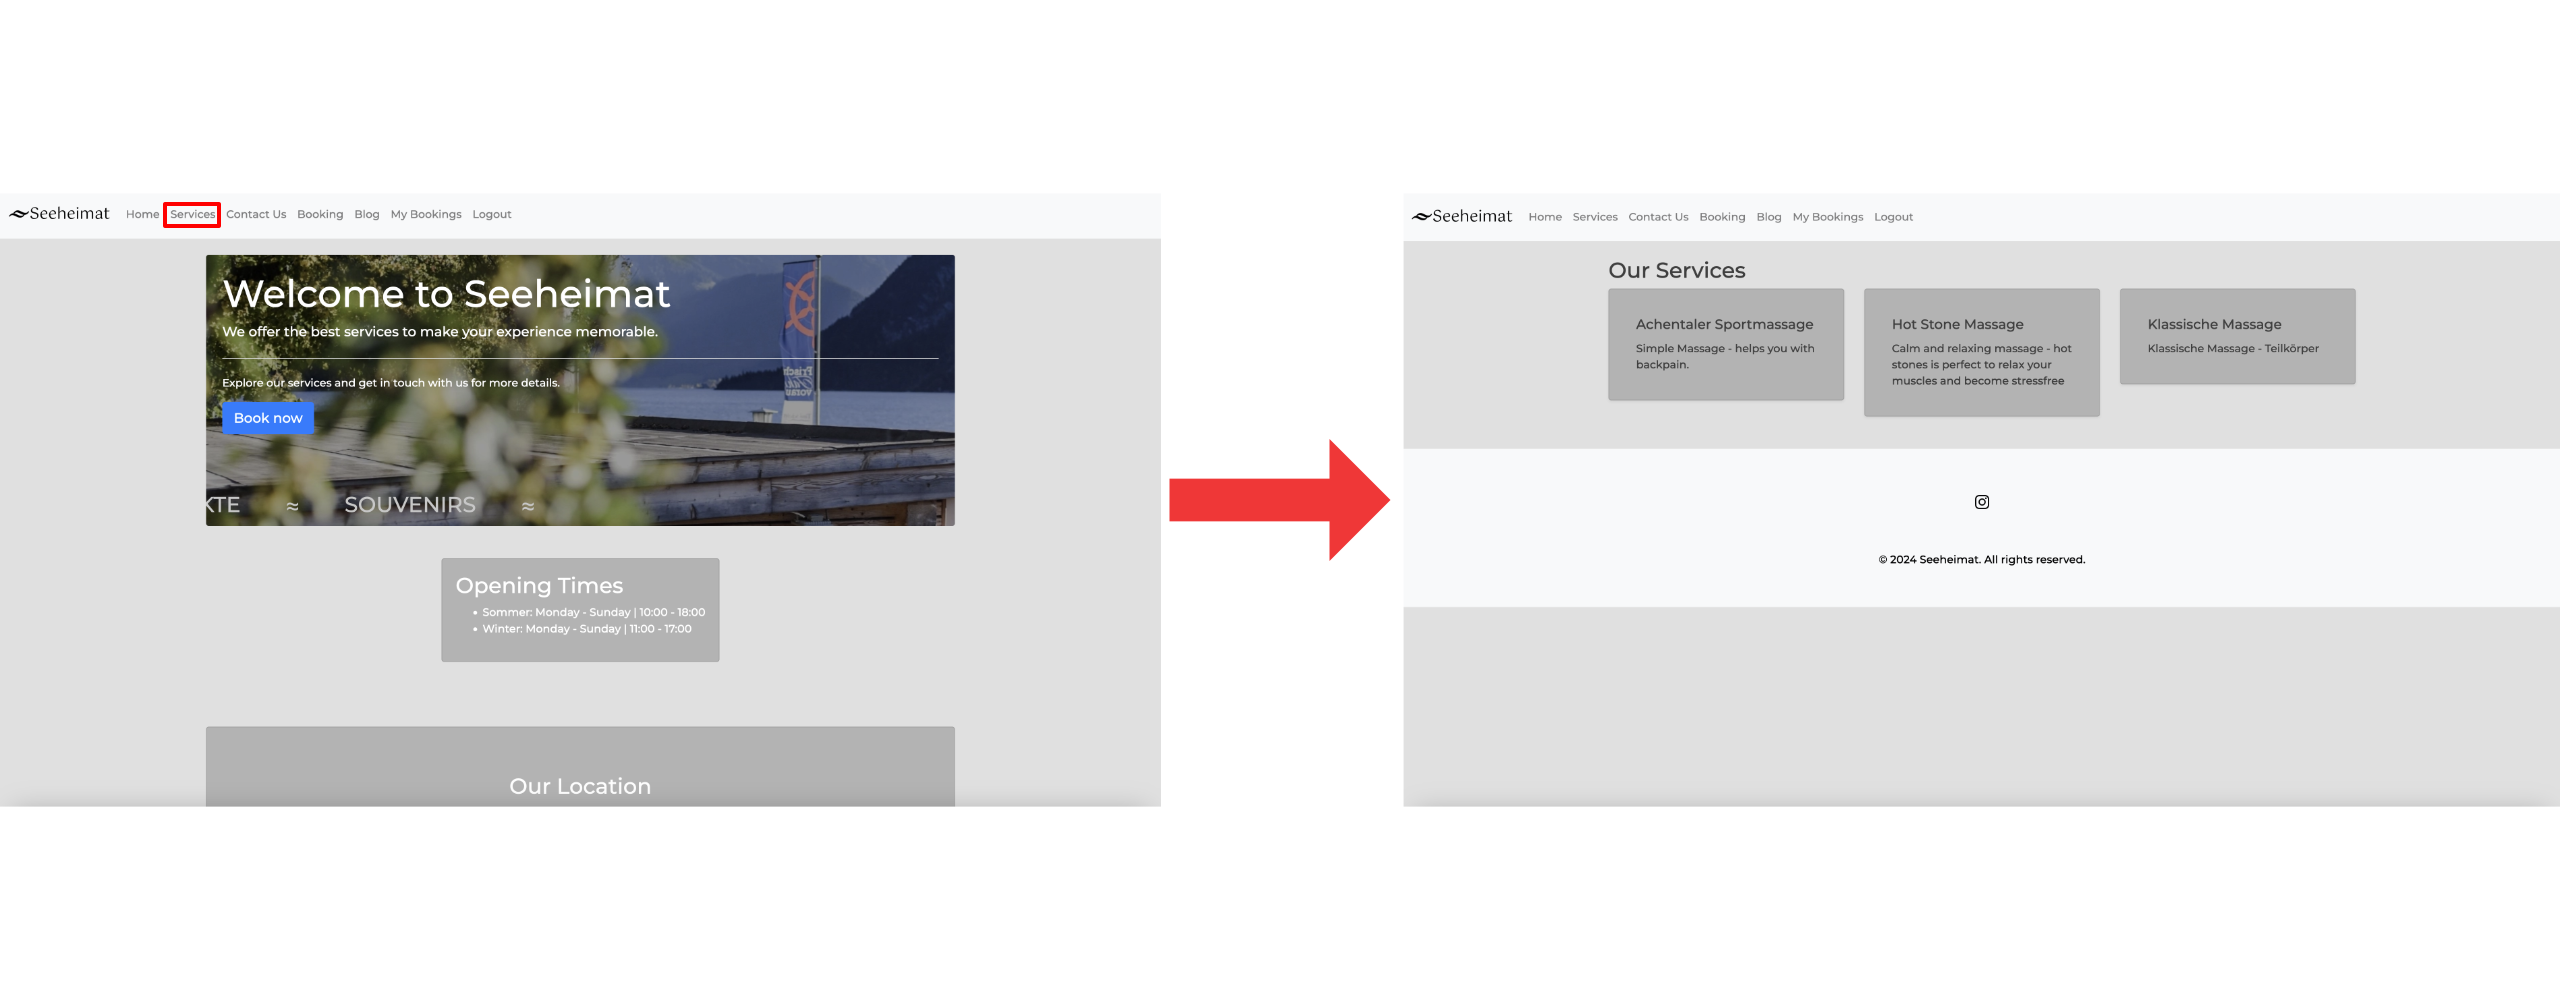 Seeheimat Home Services Contact Us Booking Blog My Bookings Logout
Welcome to Seeheimat
We offer the best services to make your experience memorable.
Explore our services and get in touch with us for more details.
Book now
KTE ≈ SOUVENIRS ≈
Opening Times
• Sommer: Monday - Sunday | 10:00 - 18:00
• Winter: Monday - Sunday | 11:00 - 17:00
Our Location
Seeheimat Home Services Contact Us Booking Blog My Bookings Logout
Our Services
Achentaler Sportmassage
Simple Massage - helps you with
backpain.
Hot Stone Massage
Calm and relaxing massage - hot
stones is perfect to relax your
muscles and become stressfree
Klassische Massage
Klassische Massage - Teilkörper
© 2024 Seeheimat. All rights reserved.